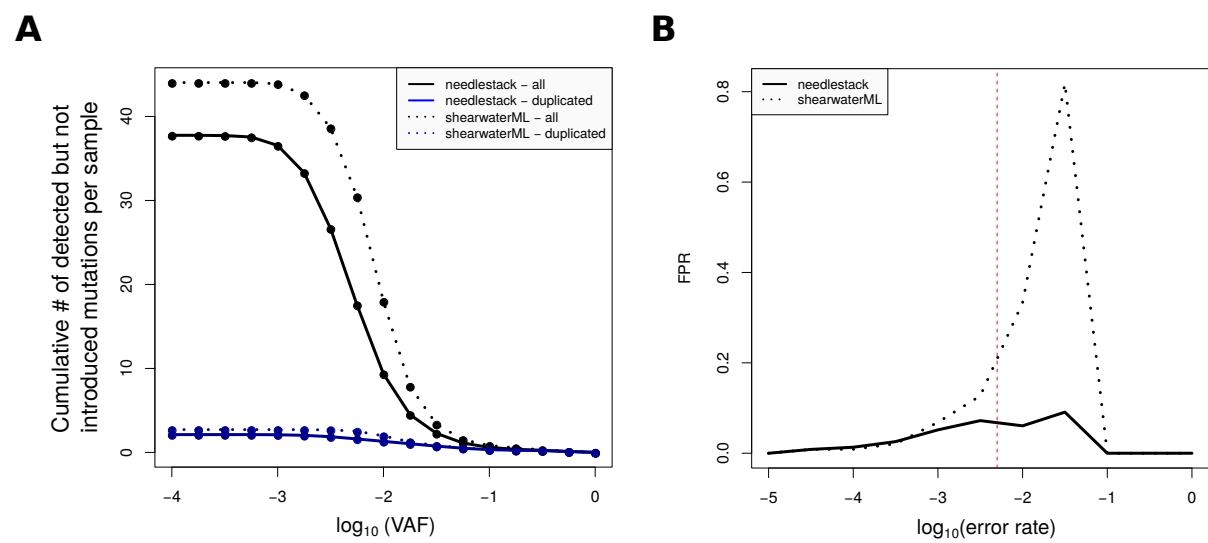 A
Cumulative # of detected but not
introduced mutations per sample
0
10
20
30
40
needlestack – all
needlestack – duplicated
shearwaterML – all
shearwaterML – duplicated
−4
−3
−2
−1
0
log₁₀ (VAF)
B
FPR
0.0
0.2
0.4
0.6
0.8
needlestack
shearwaterML
−5
−4
−3
−2
−1
0
log₁₀(error rate)